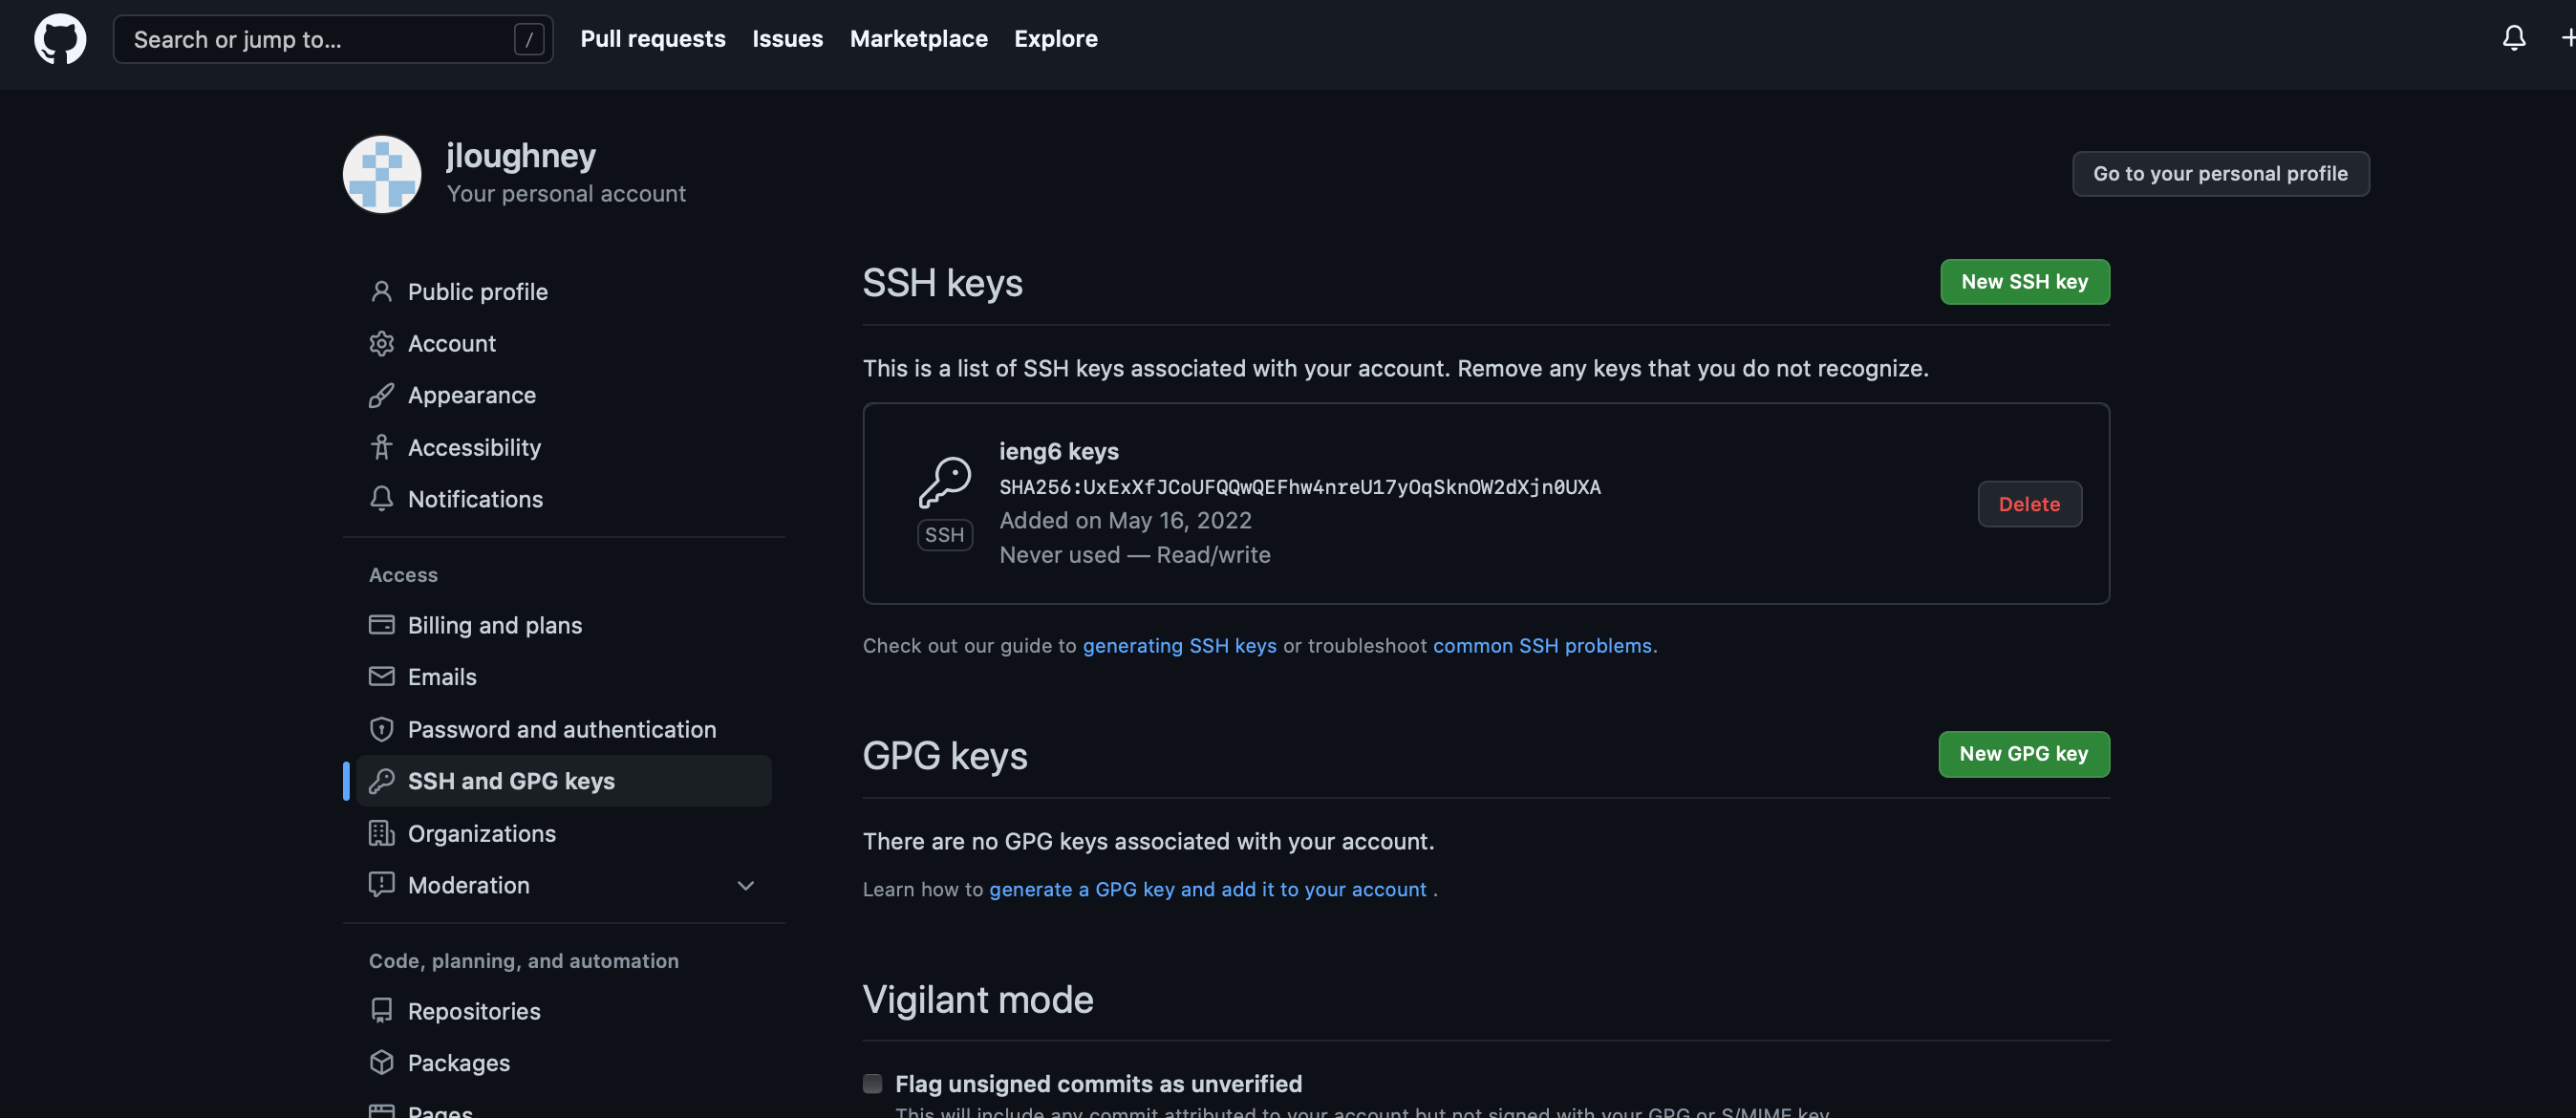 Search or jump to... /
Pull requests Issues Marketplace Explore
jloughney
Your personal account
Go to your personal profile
Public profile
Account
Appearance
Accessibility
Notifications
Access
Billing and plans
Emails
Password and authentication
SSH and GPG keys
Organizations
Moderation
Code, planning, and automation
Repositories
Packages
Pages
SSH keys
New SSH key
This is a list of SSH keys associated with your account. Remove any keys that you do not recognize.
ieng6 keys
SHA256:UxExXfJCoUFQQwQEFhw4nreU17yOqSknOW2dXjn0UXA
Added on May 16, 2022
Never used — Read/write
SSH
Delete
Check out our guide to generating SSH keys or troubleshoot common SSH problems.
GPG keys
New GPG key
There are no GPG keys associated with your account.
Learn how to generate a GPG key and add it to your account .
Vigilant mode
Flag unsigned commits as unverified
This will include any commit attributed to your account but not signed with your GPG or S/MIME key.